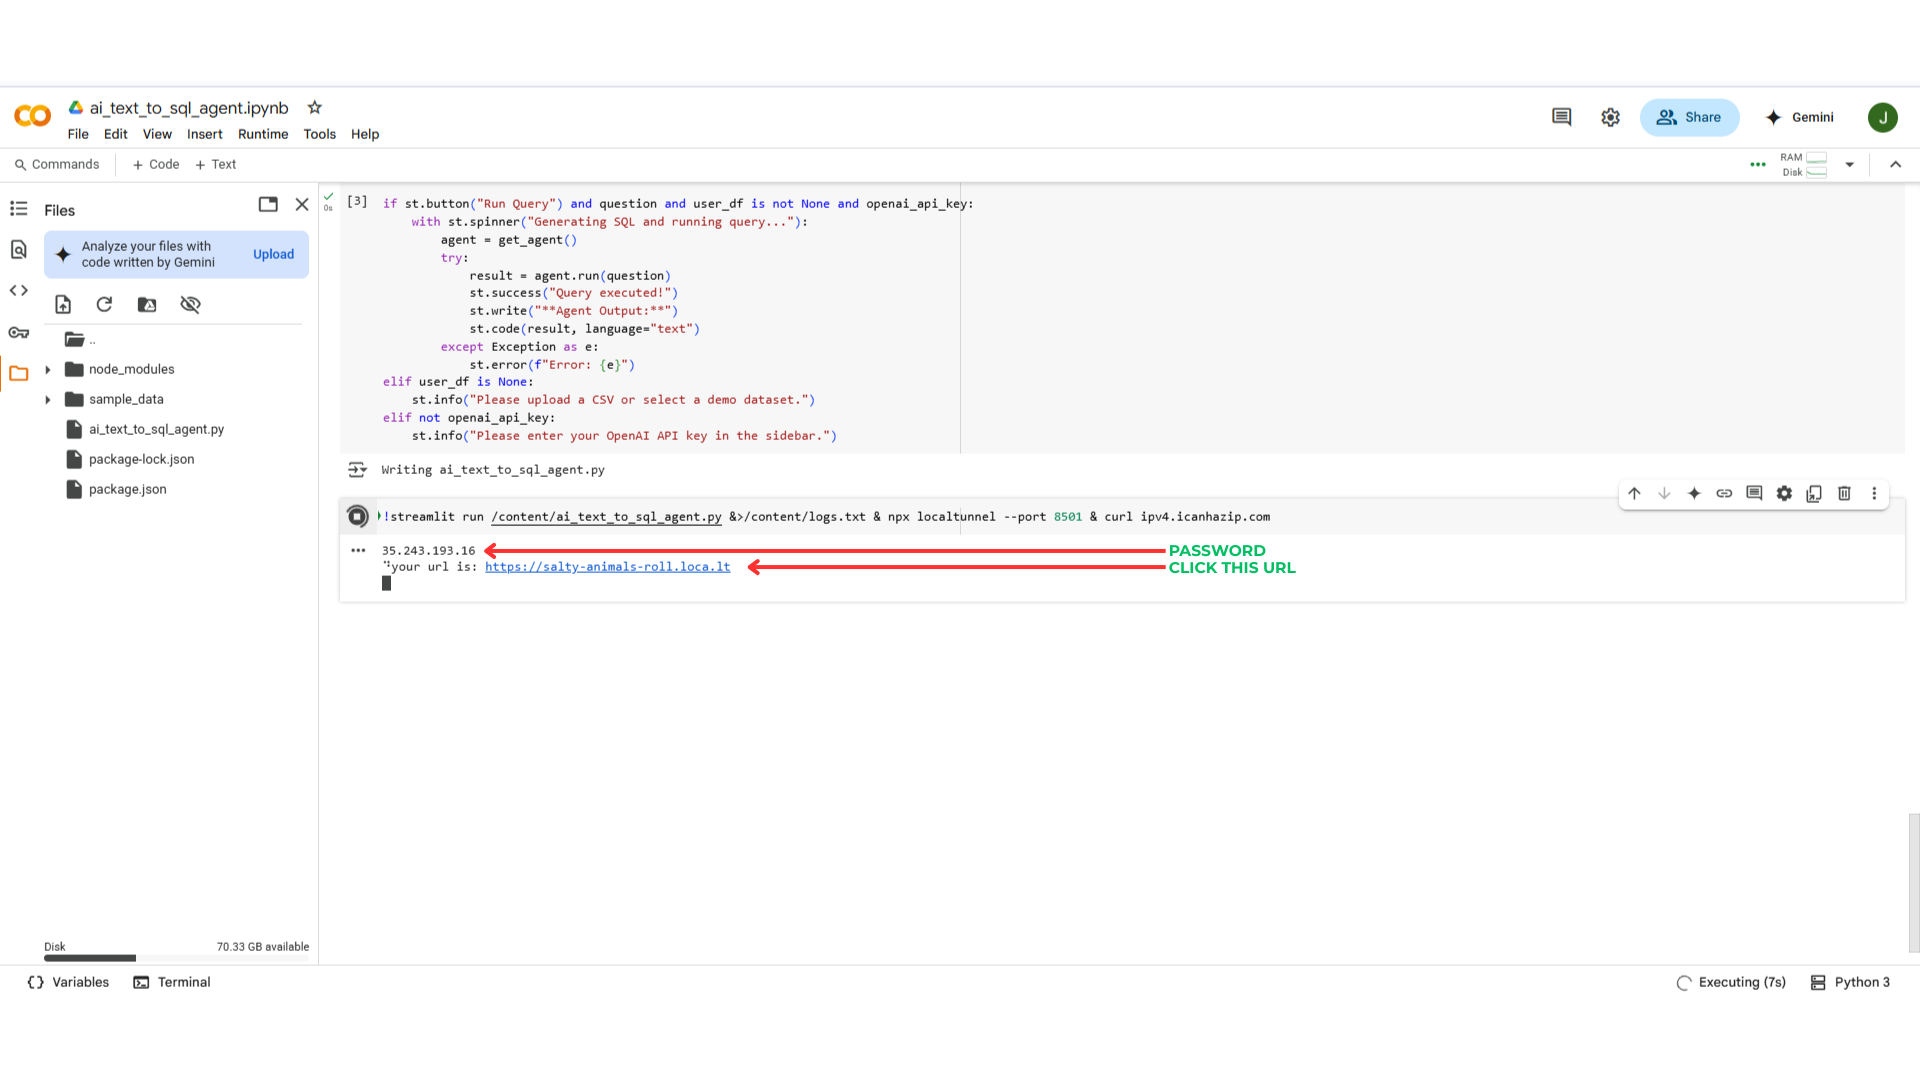 ai_text_to_sql_agent.ipynb
File Edit View Insert Runtime Tools Help
Share
Gemini
J
Commands + Code + Text
RAM
Disk
Files
Analyze your files with
code written by Gemini
Upload
..
node_modules
sample_data
ai_text_to_sql_agent.py
package-lock.json
package.json
Disk 70.33 GB available
0s
[3]
if st.button("Run Query") and question and user_df is not None and openai_api_key:
with st.spinner("Generating SQL and running query..."):
agent = get_agent()
try:
result = agent.run(question)
st.success("Query executed!")
st.write("**Agent Output:**")
st.code(result, language="text")
except Exception as e:
st.error(f"Error: {e}")
elif user_df is None:
st.info("Please upload a CSV or select a demo dataset.")
elif not openai_api_key:
st.info("Please enter your OpenAI API key in the sidebar.")
Writing ai_text_to_sql_agent.py
!streamlit run /content/ai_text_to_sql_agent.py &>/content/logs.txt & npx localtunnel --port 8501 & curl ipv4.icanhazip.com
35.243.193.16 PASSWORD
your url is: https://salty-animals-roll.loca.lt CLICK THIS URL
Variables Terminal
Executing (7s) Python 3